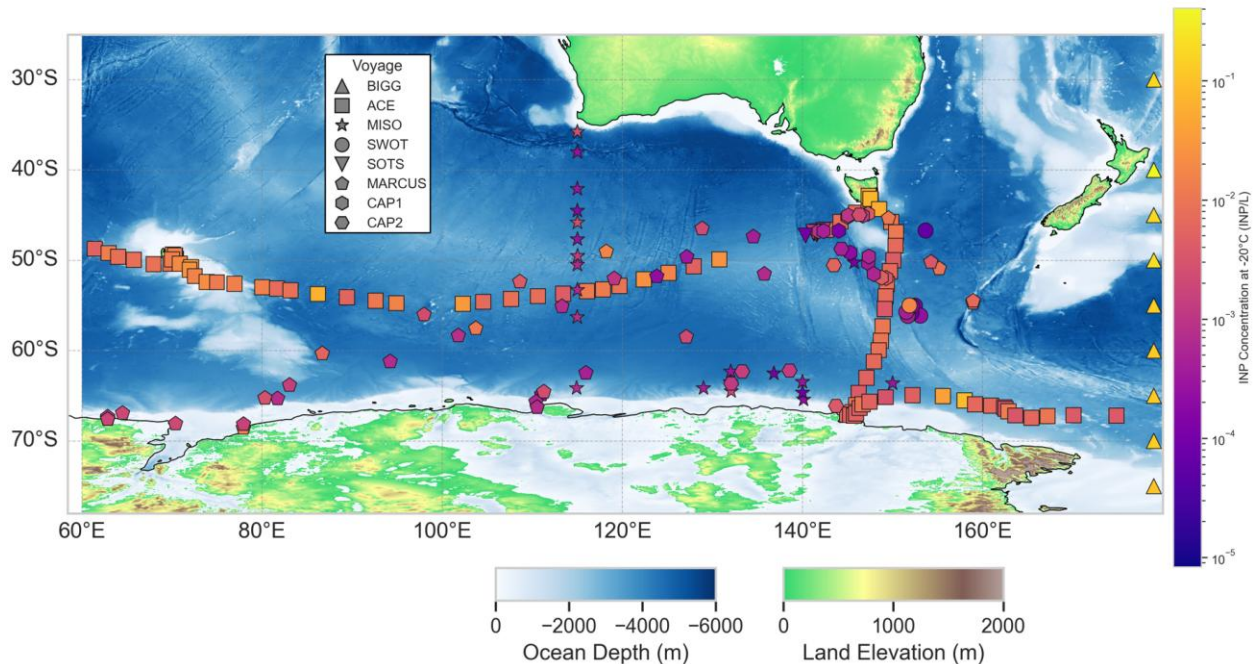 Voyage
BIGG
ACE
MISO
SWOT
SOTS
MARCUS
CAP1
CAP2
30°S
40°S
50°S
60°S
70°S
60°E
80°E
100°E
120°E
140°E
160°E
10⁻¹
10⁻²
10⁻³
10⁻⁴
10⁻⁵
INP Concentration at -20°C (INP/L)
0 −2000 −4000 −6000
Ocean Depth (m)
0 1000 2000
Land Elevation (m)